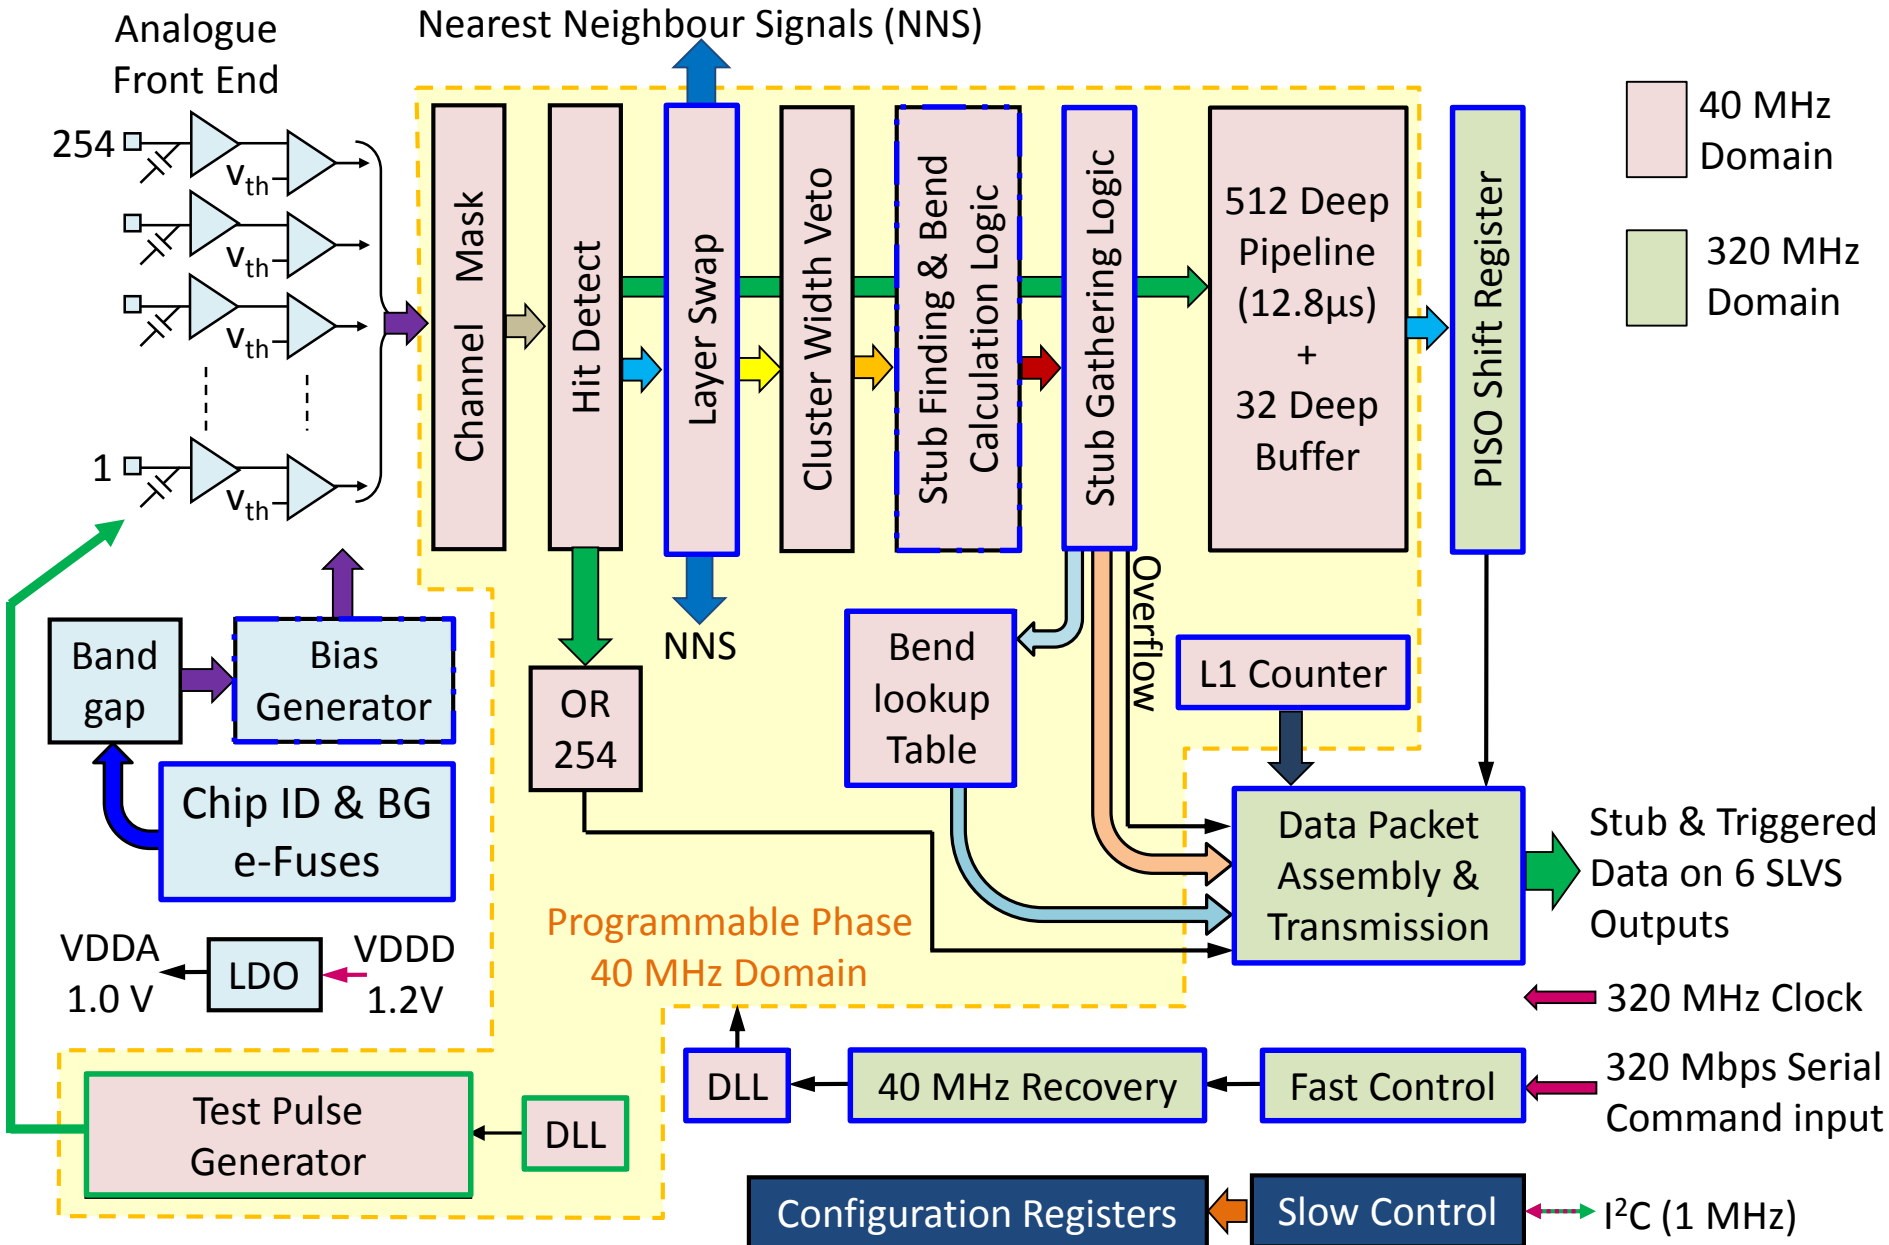 Nearest Neighbour Signals (NNS)
Analogue
Front End
254
Vth
Vth
Vth
1
Vth
Channel Mask
Hit Detect
Layer Swap
Cluster Width Veto
Stub Finding & Bend
Calculation Logic
Stub Gathering Logic
512 Deep
Pipeline
(12.8µs)
+
32 Deep
Buffer
PISO Shift Register
40 MHz
Domain
320 MHz
Domain
NNS
Overflow
Band
gap
Bias
Generator
OR
254
Bend
lookup
Table
L1 Counter
Chip ID & BG
e-Fuses
Data Packet
Assembly &
Transmission
Stub & Triggered
Data on 6 SLVS
Outputs
VDDA
1.0 V
LDO
VDDD
1.2V
Programmable Phase
40 MHz Domain
320 MHz Clock
DLL
40 MHz Recovery
Fast Control
320 Mbps Serial
Command input
Test Pulse
Generator
DLL
Configuration Registers
Slow Control
I²C (1 MHz)